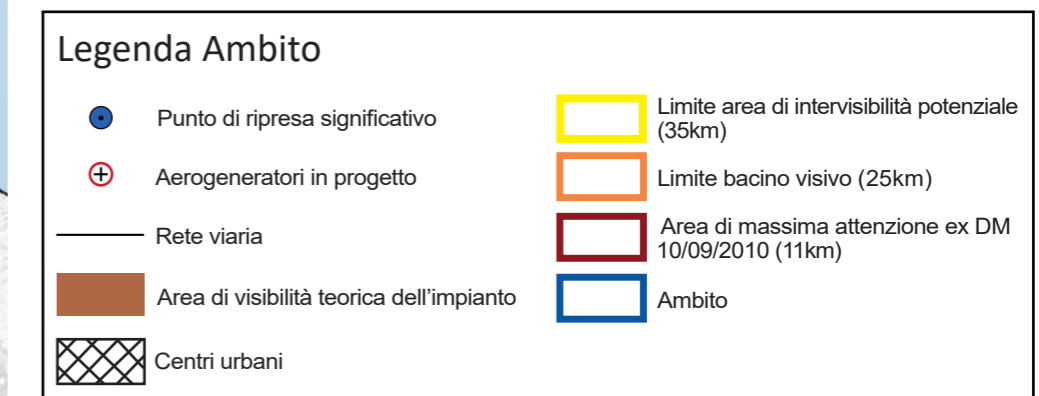 Legenda Ambito
Punto di ripresa significativo
Aerogeneratori in progetto
Rete viaria
Area di visibilità teorica dell'impianto
Centri urbani
Limite area di intervisibilità potenziale
(35km)
Limite bacino visivo (25km)
Area di massima attenzione ex DM
10/09/2010 (11km)
Ambito